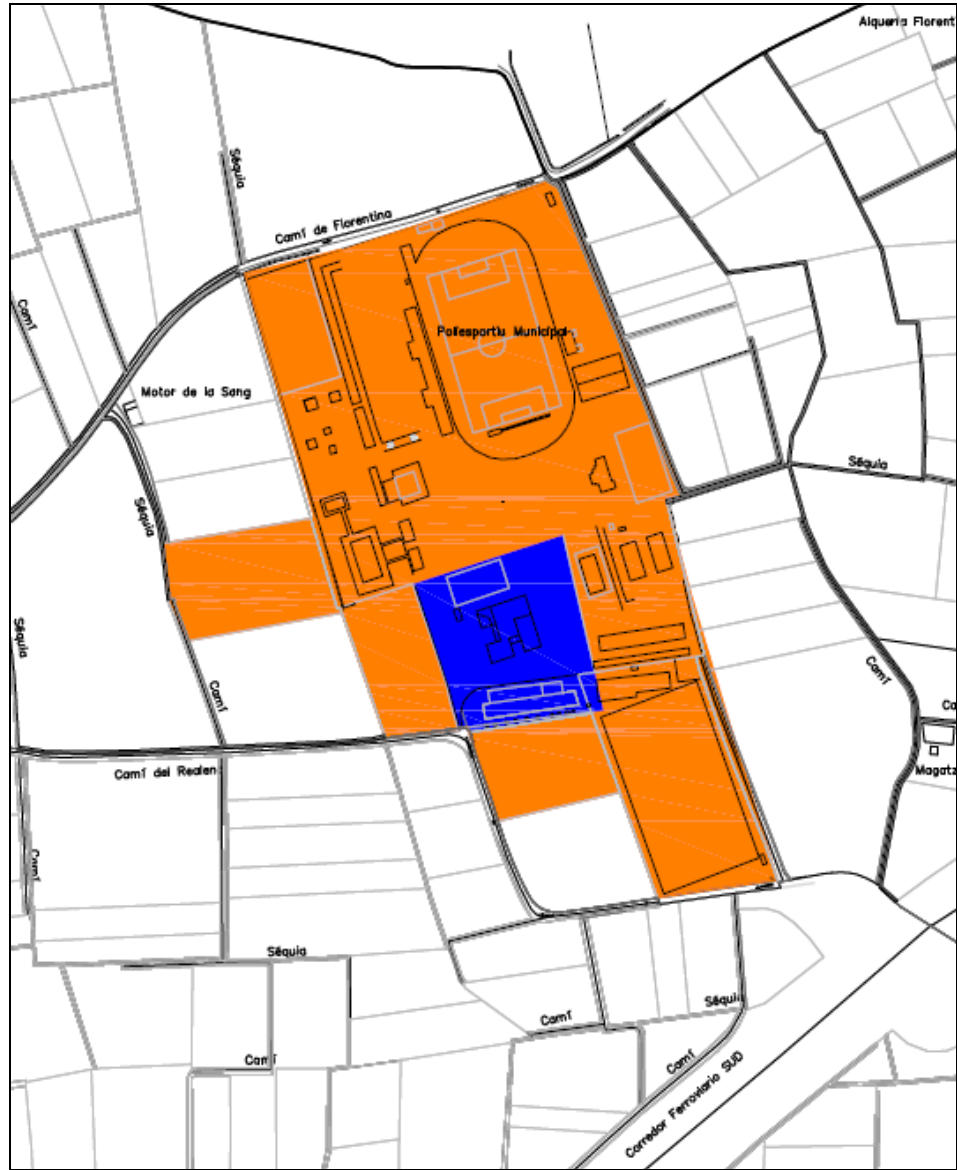 Alqueria Florent
Séquia
Camí de Florentina
Camí
Poliesportiu Municipal
Motor de la Sang
Séquia
Séquia
Séquia
Camí
Camí
Ca
Magatz
Camí del Realen
Camí
Séquia
Séquia
Camí
Camí
Camí
Corredor Ferroviario SUD